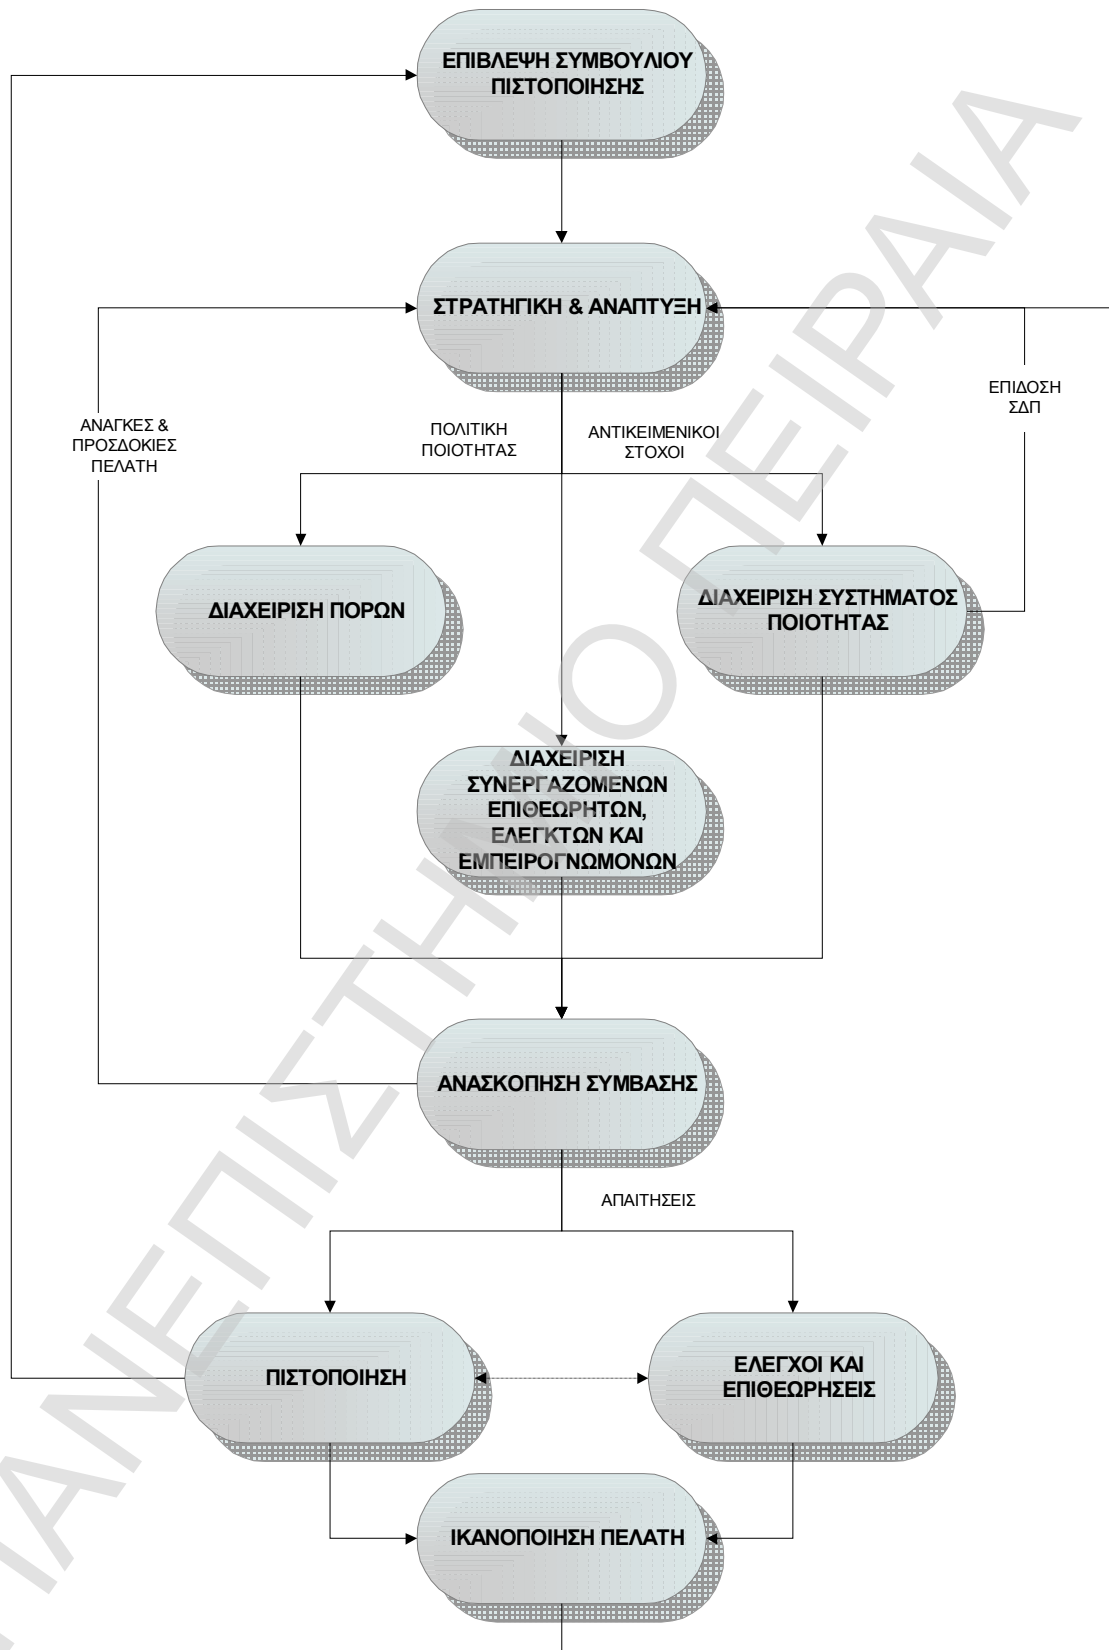 ΕΠΙΒΛΕΨΗ ΣΥΜΒΟΥΛΙΟΥ
ΠΙΣΤΟΠΟΙΗΣΗΣ
ΣΤΡΑΤΗΓΙΚΗ & ΑΝΑΠΤΥΞΗ
ΕΠΙΔΟΣΗ
ΣΔΠ
ΑΝΑΓΚΕΣ &
ΠΡΟΣΔΟΚΙΕΣ
ΠΕΛΑΤΗ
ΠΟΛΙΤΙΚΗ
ΠΟΙΟΤΗΤΑΣ
ΑΝΤΙΚΕΙΜΕΝΙΚΟΙ
ΣΤΟΧΟΙ
ΔΙΑΧΕΙΡΙΣΗ ΠΟΡΩΝ
ΔΙΑΧΕΙΡΙΣΗ ΣΥΣΤΗΜΑΤΟΣ
ΠΟΙΟΤΗΤΑΣ
ΔΙΑΧΕΙΡΙΣΗ
ΣΥΝΕΡΓΑΖΟΜΕΝΩΝ
ΕΠΙΘΕΩΡΗΤΩΝ,
ΕΛΕΓΚΤΩΝ ΚΑΙ
ΕΜΠΕΙΡΟΓΝΩΜΟΝΩΝ
ΑΝΑΣΚΟΠΗΣΗ ΣΥΜΒΑΣΗΣ
ΑΠΑΙΤΗΣΕΙΣ
ΠΙΣΤΟΠΟΙΗΣΗ
ΕΛΕΓΧΟΙ ΚΑΙ
ΕΠΙΘΕΩΡΗΣΕΙΣ
ΙΚΑΝΟΠΟΙΗΣΗ ΠΕΛΑΤΗ
ΠΑΝΕΠΙΣΤΗΜΙΟ ΠΕΙΡΑΙΑ